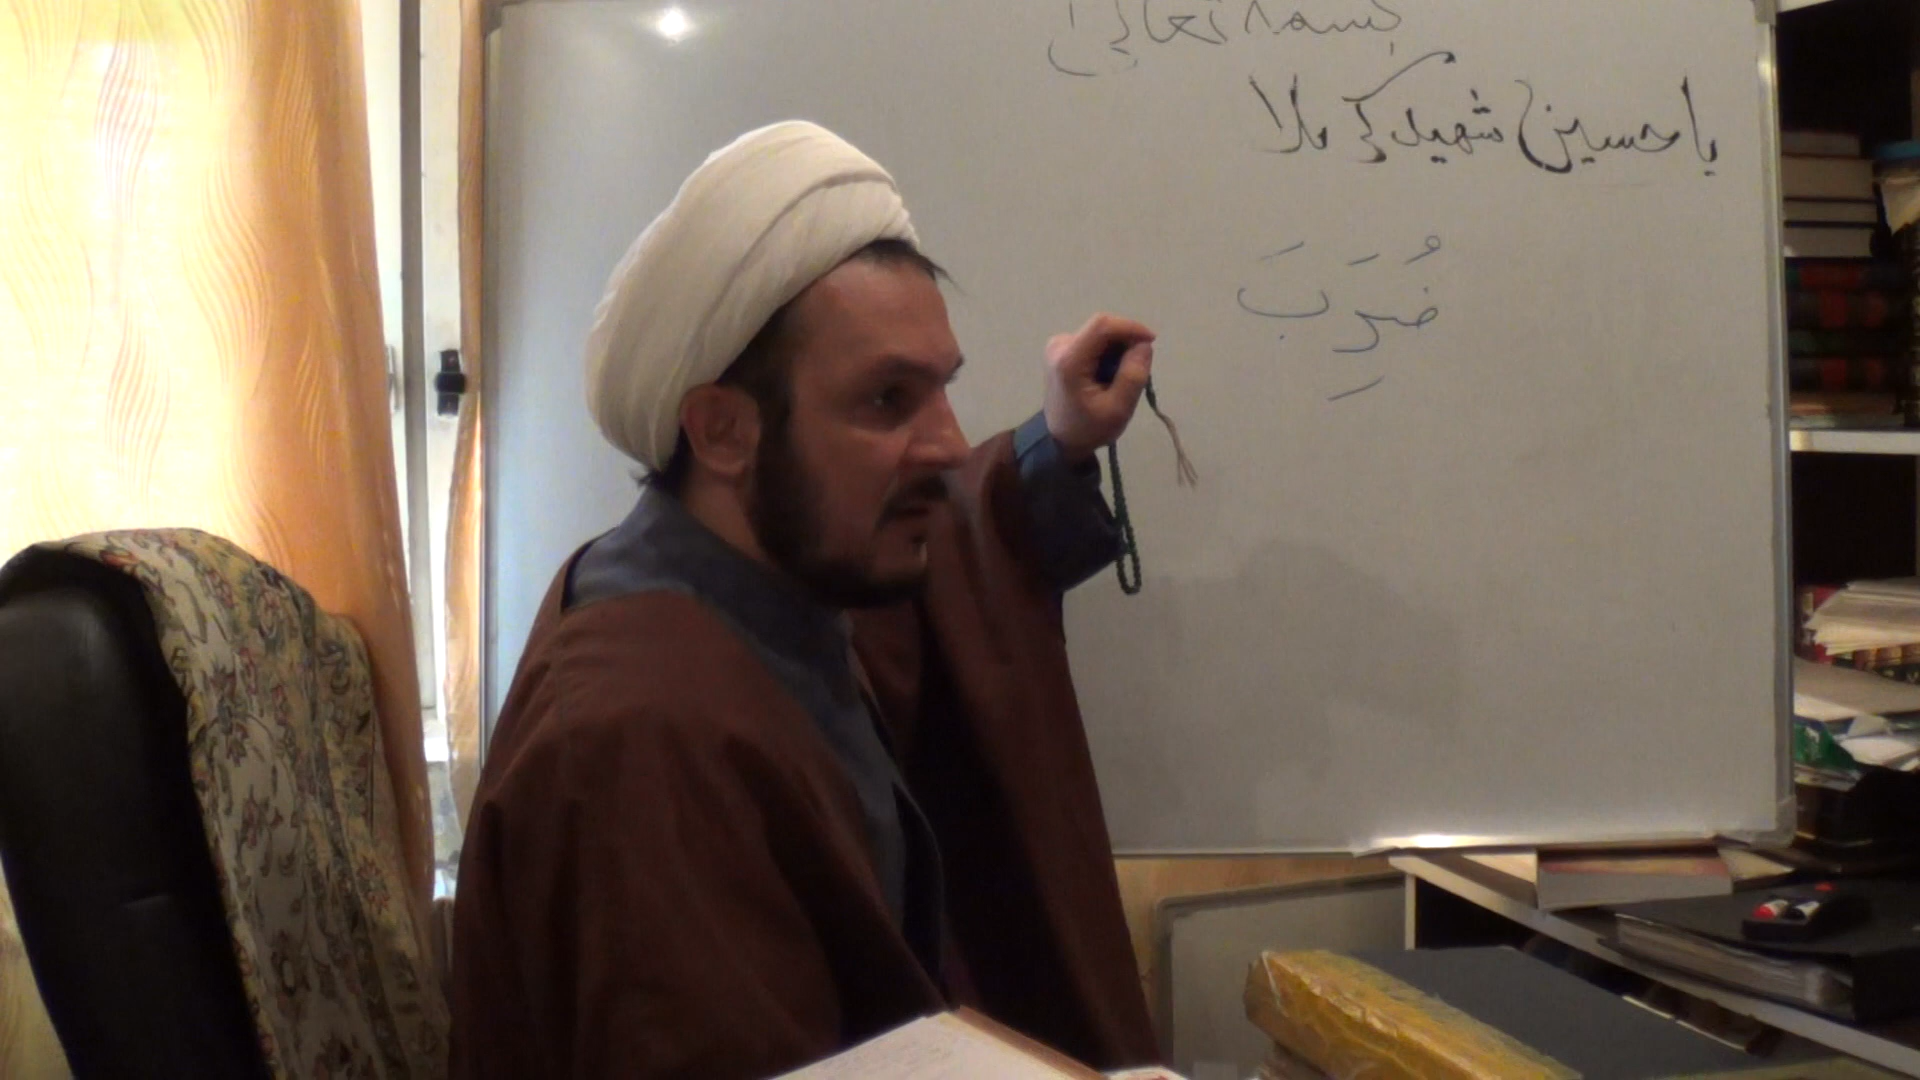 بسمه تعالی
یا حسین شهید کربلا
ضُرَِبَ